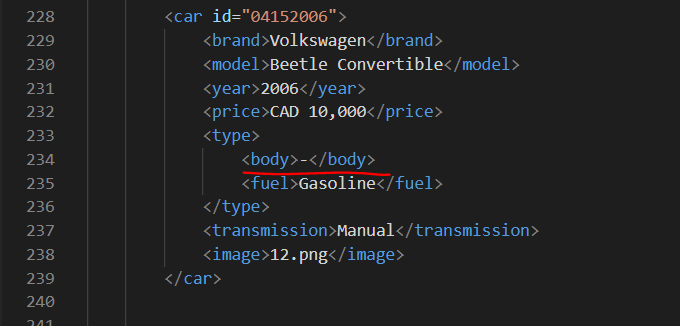 228 <car id="04152006">
229 <brand>Volkswagen</brand>
230 <model>Beetle Convertible</model>
231 <year>2006</year>
232 <price>CAD 10,000</price>
233 <type>
234 <body>-</body>
235 <fuel>Gasoline</fuel>
236 </type>
237 <transmission>Manual</transmission>
238 <image>12.png</image>
239 </car>
240
241